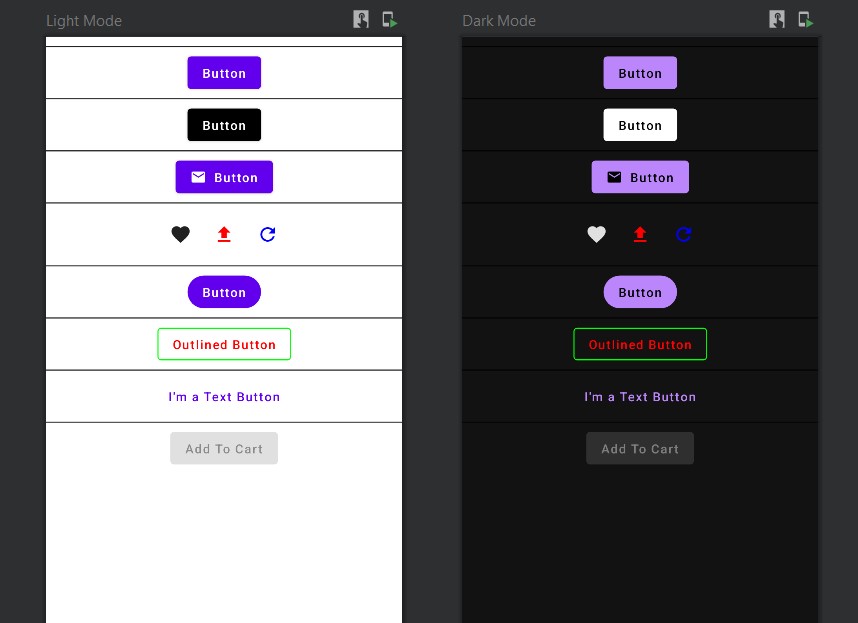 Light Mode
Button
Button
Button
Button
Outlined Button
I'm a Text Button
Add To Cart
Dark Mode
Button
Button
Button
Button
Outlined Button
I'm a Text Button
Add To Cart